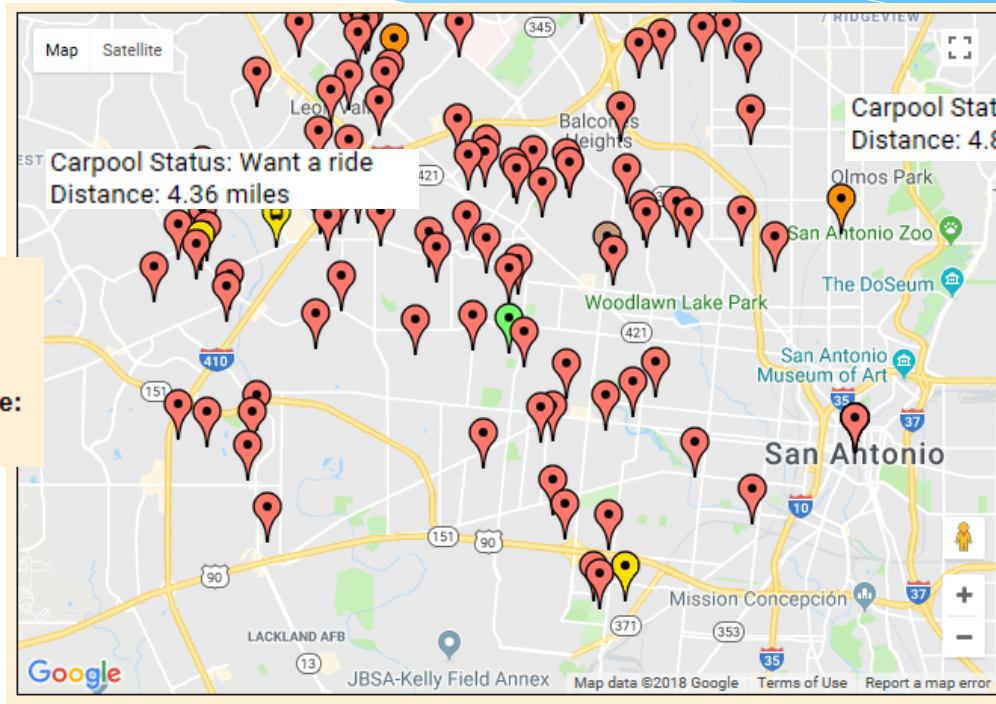 RIDGEVIEW
345
Map Satellite
Balcones
Heights
Carpool Stat
Distance: 4.8
Carpool Status: Want a ride
Distance: 4.36 miles
421
Olmos Park
San Antonio Zoo
The DoSeum
Woodlawn Lake Park
421
410
San Antonio
Museum of Art
151
35
37
e:
San Antonio
10
151
90
90
37
Mission Concepción
371
353
LACKLAND AFB
13
35
JBSA-Kelly Field Annex
Google
Map data ©2018 Google Terms of Use Report a map error